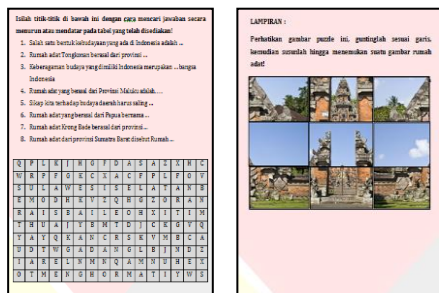 Isilah titik-titik di bawah ini dengan cara mencari jawaban secara
menurun atau mendatar pada tabel yang telah disediakan!
1. Salah satu bentuk kebudayaan yang ada di Indonesia adalah ...
2. Rumah adat Tongkonan berasal dari provinsi ...
3. Keberagaman budaya yang dimiliki Indonesia merupakan ... bangsa
Indonesia
4. Rumah adat yang berasal dari Provinsi Maluku adalah....
5. Sikap kita terhadap budaya daerah harus saling ...
6. Rumah adat yang berasal dari Papua bernama ...
7. Rumah adat Krong Bade berasal dari provinsi ...
8. Rumah adat dari provinsi Sumatra Barat disebut Rumah ...
Q P L K J H G F D A S A Z X H C
W R P F O K C X A C F P L F O V
S U L A W E S I S E L A T A N B
E M O D H K V Z Q H G Z O R A N
R A I S B A I L E O H X I T I M
T H U A J Y B M T D J C K G V Q
Y A Y Q K A N C R S K V M B C A
U D T W G A D A N G L B J N D Z
I A R E L N M N Q A M N U H E X
O T M E N G H O R M A T I Y W S
LAMPIRAN :
Perhatikan gambar puzzle ini, guntinglah sesuai garis,
kemudian susunlah hingga menemukan suatu gambar rumah
adat!